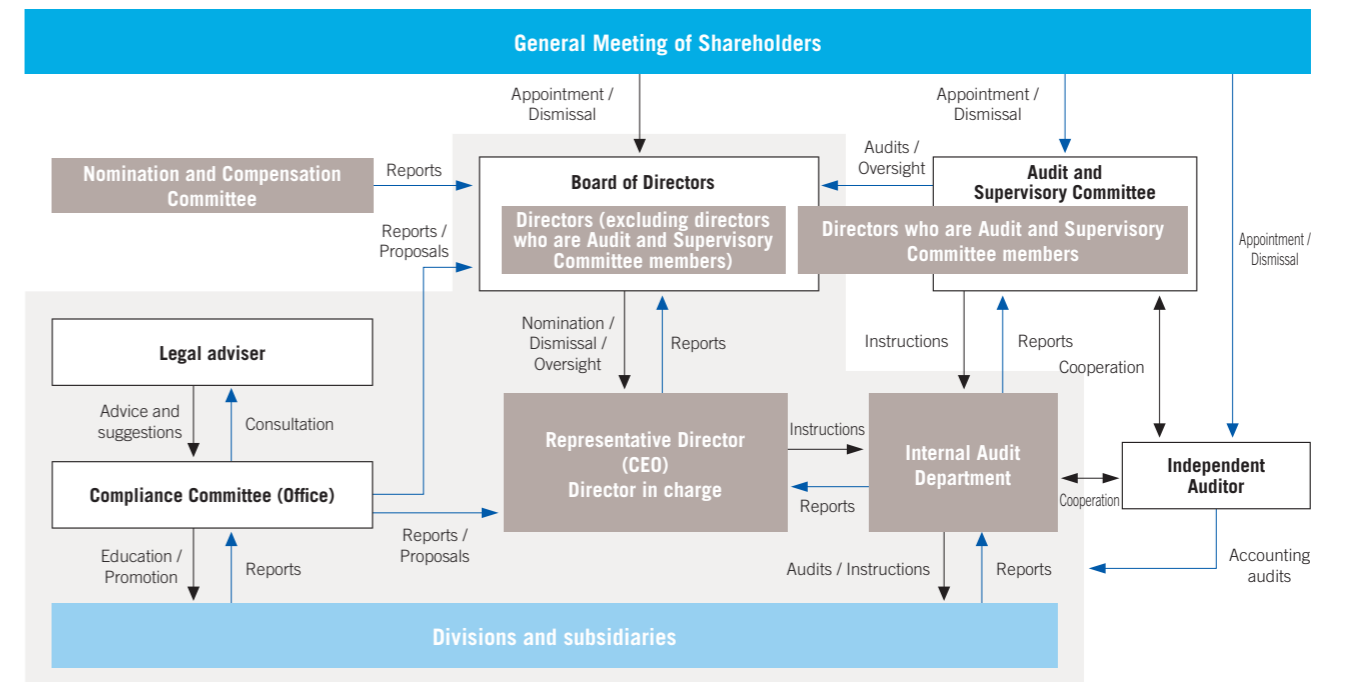 General Meeting of Shareholders
Appointment /
Dismissal
Appointment /
Dismissal
Appointment /
Dismissal
Nomination and Compensation
Committee
Reports
Board of Directors
Directors (excluding directors
who are Audit and Supervisory
Committee members)
Audits /
Oversight
Audit and
Supervisory Committee
Directors who are Audit and Supervisory
Committee members
Reports /
Proposals
Nomination /
Dismissal /
Oversight
Reports
Instructions
Reports
Cooperation
Legal adviser
Advice and
suggestions
Consultation
Compliance Committee (Office)
Reports /
Proposals
Representative Director
(CEO)
Director in charge
Instructions
Reports
Internal Audit
Department
Cooperation
Independent
Auditor
Education /
Promotion
Reports
Audits / Instructions
Reports
Accounting
audits
Divisions and subsidiaries